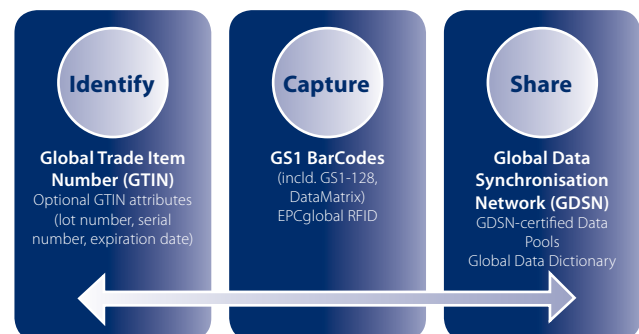 Identify
Global Trade Item
Number (GTIN)
Optional GTIN attributes
(lot number, serial
number, expiration date)
Capture
GS1 BarCodes
(incld. GS1-128,
DataMatrix)
EPCglobal RFID
Share
Global Data
Synchronisation
Network (GDSN)
GDSN-certified Data
Pools
Global Data Dictionary